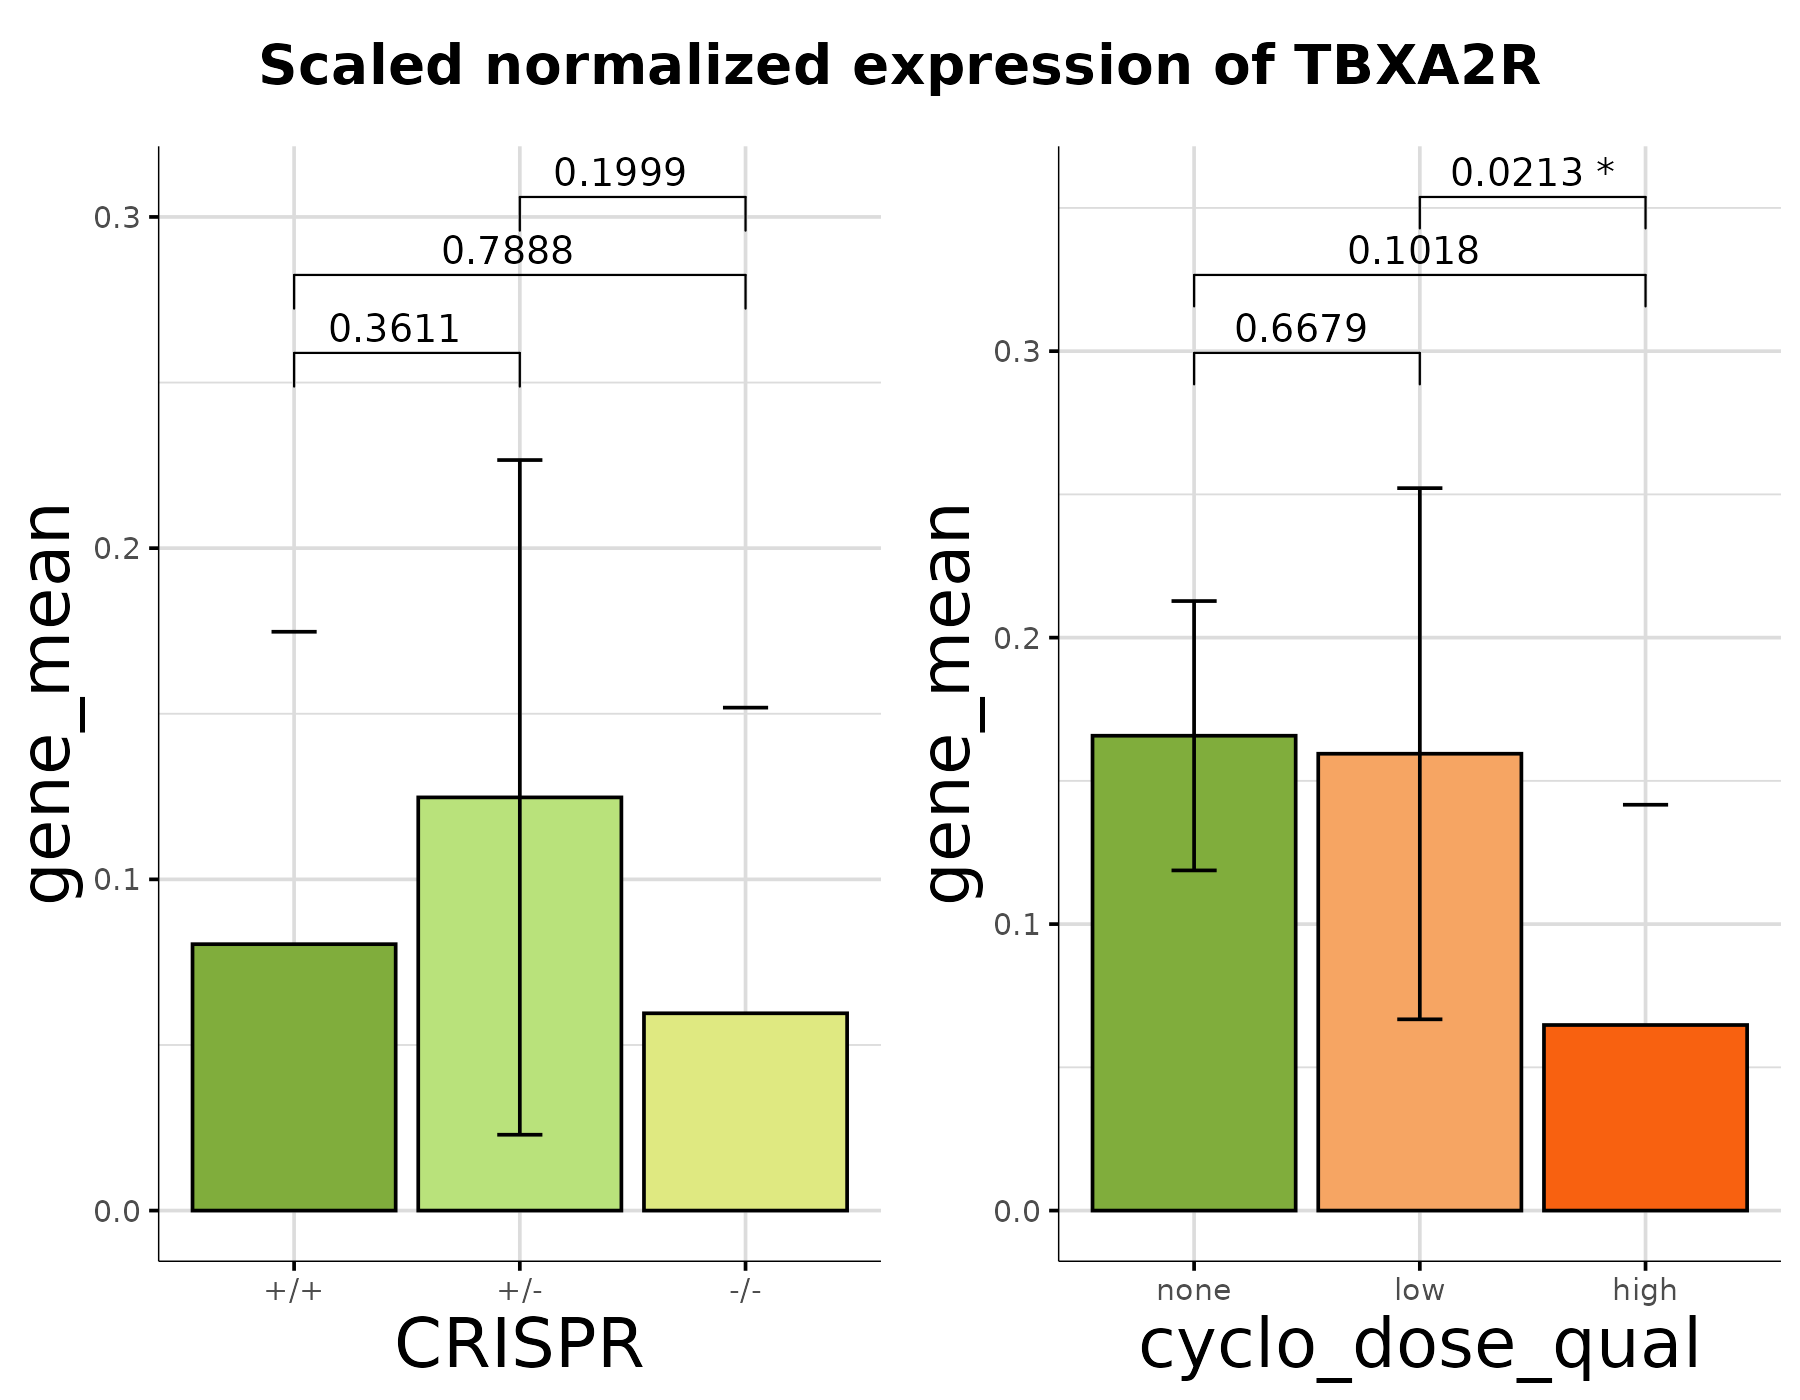 Scaled normalized expression of TBXA2R
0.1999
0.7888
0.3611
0.3
0.2
0.1
0.0
gene_mean
+/+ +/- -/-
CRISPR
0.0213 *
0.1018
0.6679
0.3
0.2
0.1
0.0
gene_mean
none low high
cyclo_dose_qual